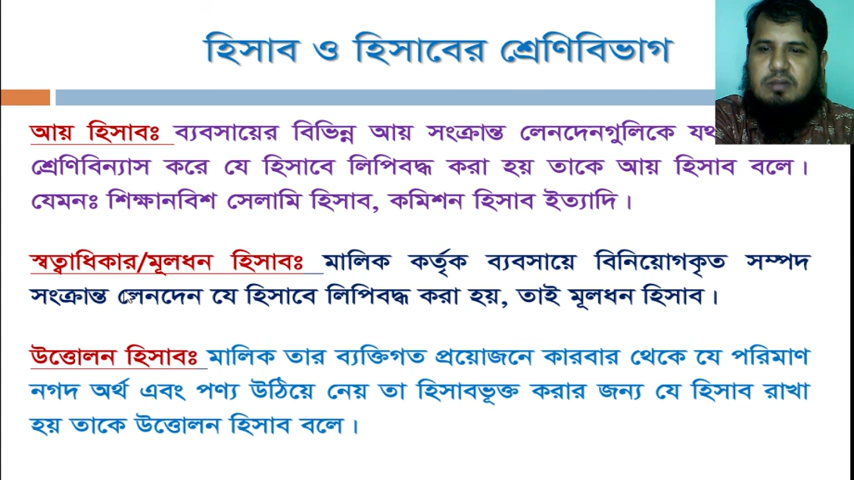 হিসাব ও হিসাবের শ্রেণিবিভাগ
আয় হিসাবঃ ব্যবসায়ের বিভিন্ন আয় সংক্রান্ত লেনদেনগুলিকে
শ্রেণিবিন্যাস করে যে হিসাবে লিপিবদ্ধ করা হয় তাকে আয় হিসাব বলে।
যেমনঃ শিক্ষানবিশ সেলামি হিসাব, কমিশন হিসাব ইত্যাদি।
স্বত্বাধিকার/মূলধন হিসাবঃ মালিক কর্তৃক ব্যবসায়ে বিনিয়োগকৃত সম্পদ
সংক্রান্ত লেনদেন যে হিসাবে লিপিবদ্ধ করা হয়, তাই মূলধন হিসাব।
উত্তোলন হিসাবঃ মালিক তার ব্যক্তিগত প্রয়োজনে কারবার থেকে যে পরিমাণ
নগদ অর্থ এবং পণ্য উঠিয়ে নেয় তা হিসাবভূক্ত করার জন্য যে হিসাব রাখা
হয় তাকে উত্তোলন হিসাব বলে।